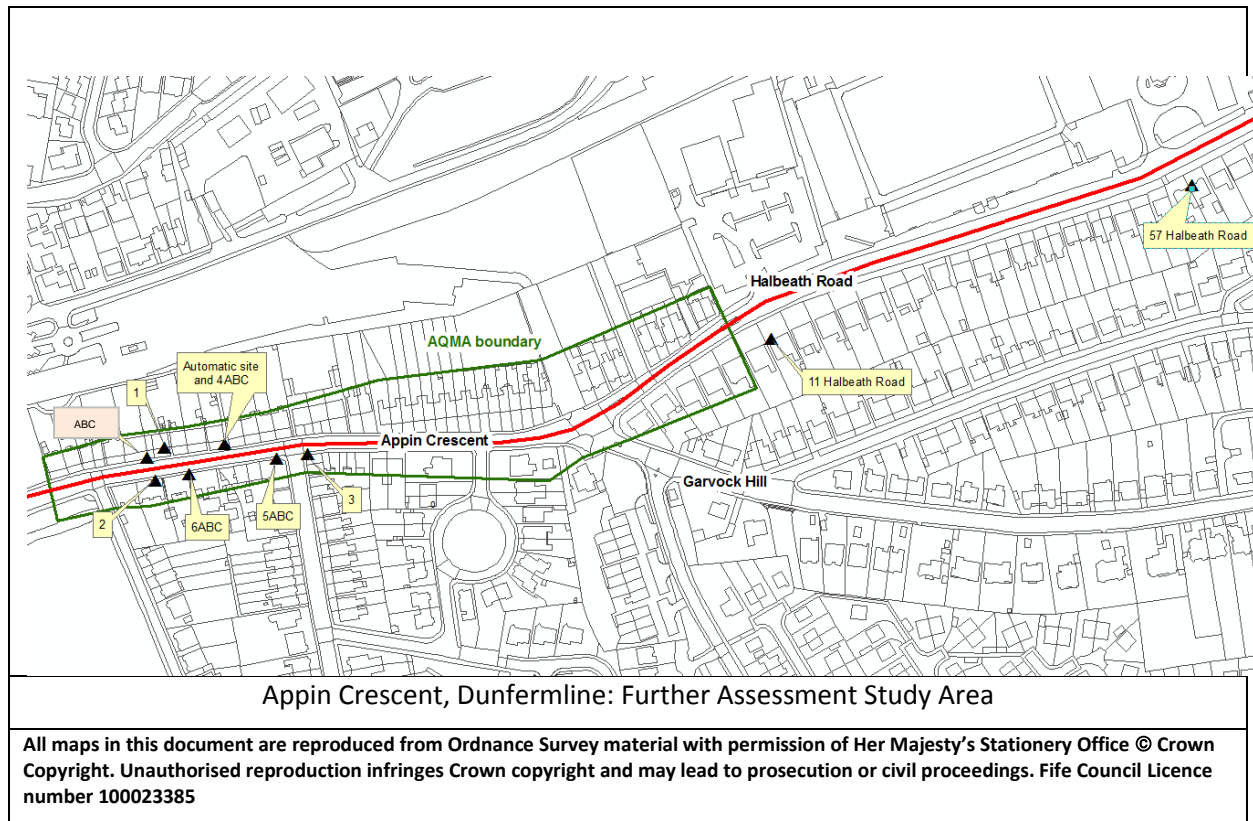 57 Halbeath Road
Halbeath Road
AQMA boundary
Automatic site
and 4ABC
1
11 Halbeath Road
ABC
Appin Crescent
Garvock Hill
2
6ABC
5ABC
3
Appin Crescent, Dunfermline: Further Assessment Study Area
All maps in this document are reproduced from Ordnance Survey material with permission of Her Majesty’s Stationery Office © Crown
Copyright. Unauthorised reproduction infringes Crown copyright and may lead to prosecution or civil proceedings. Fife Council Licence
number 100023385